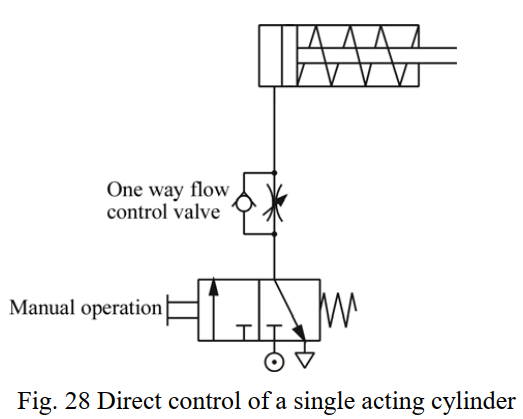 One way flow
control valve
Manual operation
Fig. 28 Direct control of a single acting cylinder